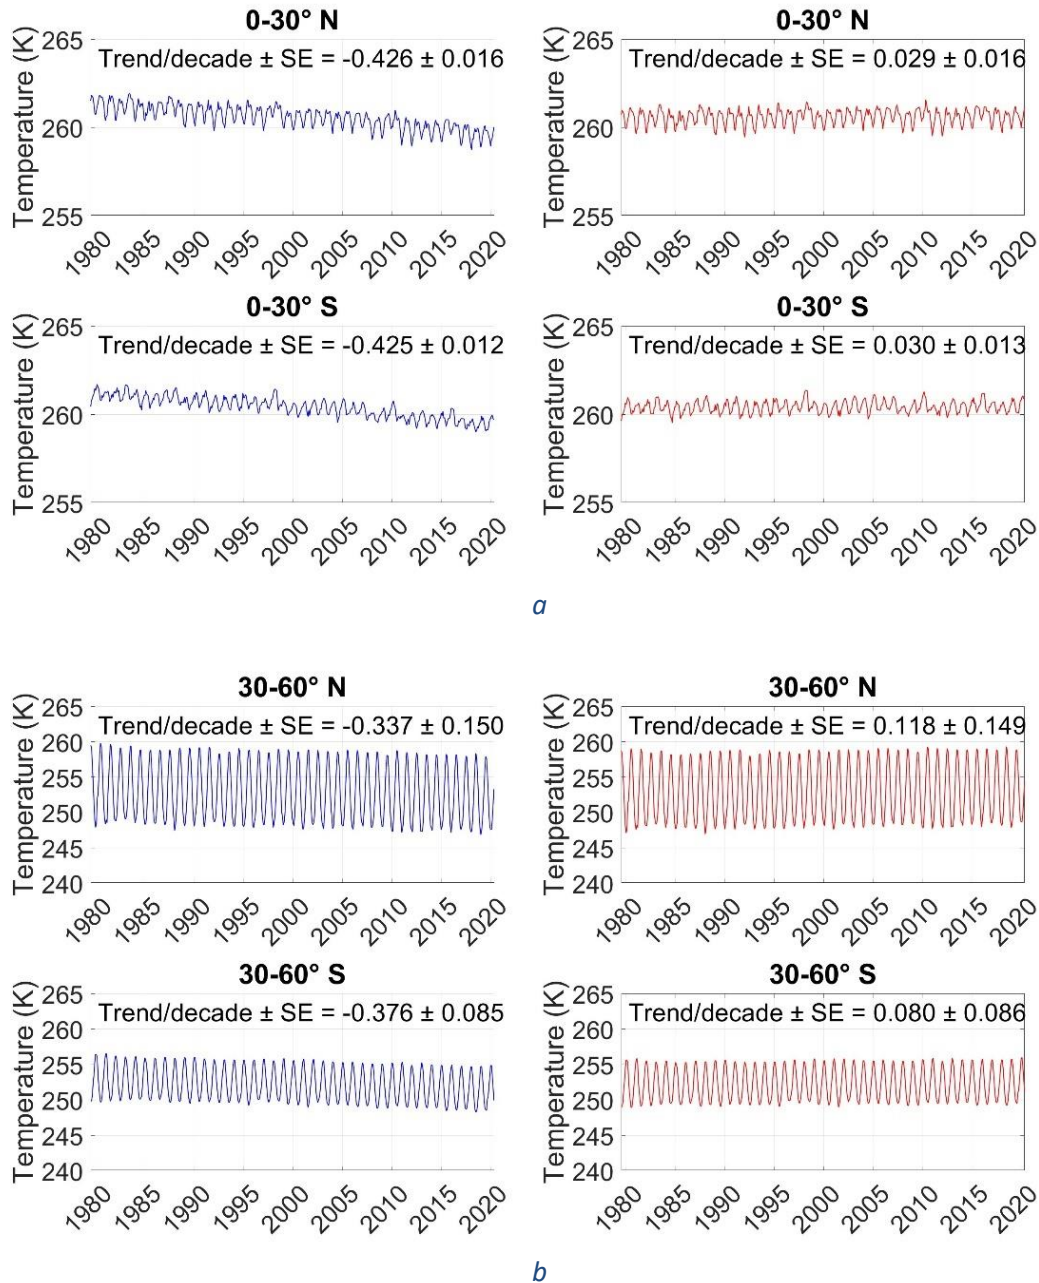 0-30° N
Temperature (K)
265
260
255
Trend/decade ± SE = -0.426 ± 0.016
1980 1985 1990 1995 2000 2005 2010 2015 2020
0-30° N
Temperature (K)
265
260
255
Trend/decade ± SE = 0.029 ± 0.016
1980 1985 1990 1995 2000 2005 2010 2015 2020
0-30° S
Temperature (K)
265
260
255
Trend/decade ± SE = -0.425 ± 0.012
1980 1985 1990 1995 2000 2005 2010 2015 2020
0-30° S
Temperature (K)
265
260
255
Trend/decade ± SE = 0.030 ± 0.013
1980 1985 1990 1995 2000 2005 2010 2015 2020
a
30-60° N
Temperature (K)
265
260
255
250
245
240
Trend/decade ± SE = -0.337 ± 0.150
1980 1985 1990 1995 2000 2005 2010 2015 2020
30-60° N
Temperature (K)
265
260
255
250
245
240
Trend/decade ± SE = 0.118 ± 0.149
1980 1985 1990 1995 2000 2005 2010 2015 2020
30-60° S
Temperature (K)
265
260
255
250
245
240
Trend/decade ± SE = -0.376 ± 0.085
1980 1985 1990 1995 2000 2005 2010 2015 2020
30-60° S
Temperature (K)
265
260
255
250
245
240
Trend/decade ± SE = 0.080 ± 0.086
1980 1985 1990 1995 2000 2005 2010 2015 2020
b